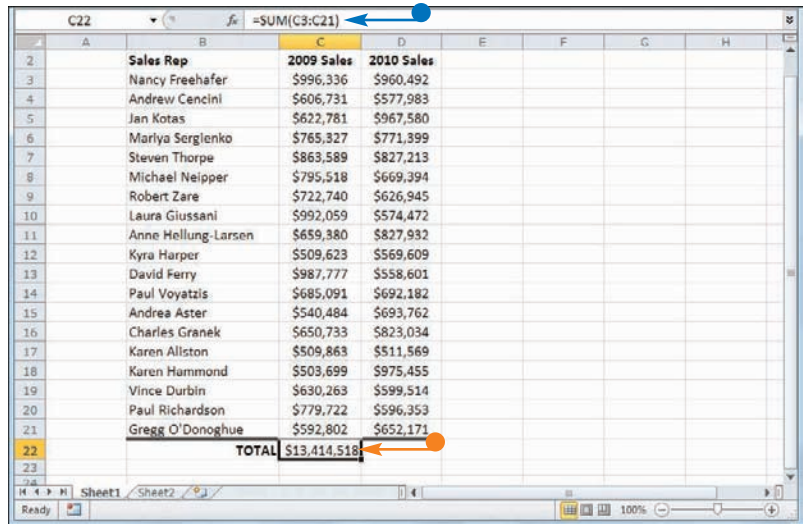 C22 fx =SUM(C3:C21)
A B C D E F G H
2 Sales Rep 2009 Sales 2010 Sales
3 Nancy Freehafer $996,336 $960,492
4 Andrew Cencini $606,731 $577,983
5 Jan Kotas $622,781 $967,580
6 Mariya Sergienko $765,327 $771,399
7 Steven Thorpe $863,589 $827,213
8 Michael Neipper $795,518 $669,394
9 Robert Zare $722,740 $626,945
10 Laura Giussani $992,059 $574,472
11 Anne Hellung-Larsen $659,380 $827,932
12 Kyra Harper $509,623 $569,609
13 David Ferry $987,777 $558,601
14 Paul Voyatzis $685,091 $692,182
15 Andrea Aster $540,484 $693,762
16 Charles Granek $650,733 $823,034
17 Karen Aliston $509,863 $511,569
18 Karen Hammond $503,699 $975,455
19 Vince Durbin $630,263 $599,514
20 Paul Richardson $779,722 $596,353
21 Gregg O'Donoghue $592,802 $652,171
22 TOTAL $13,414,518
23
24
Sheet1 Sheet2
Ready 100%